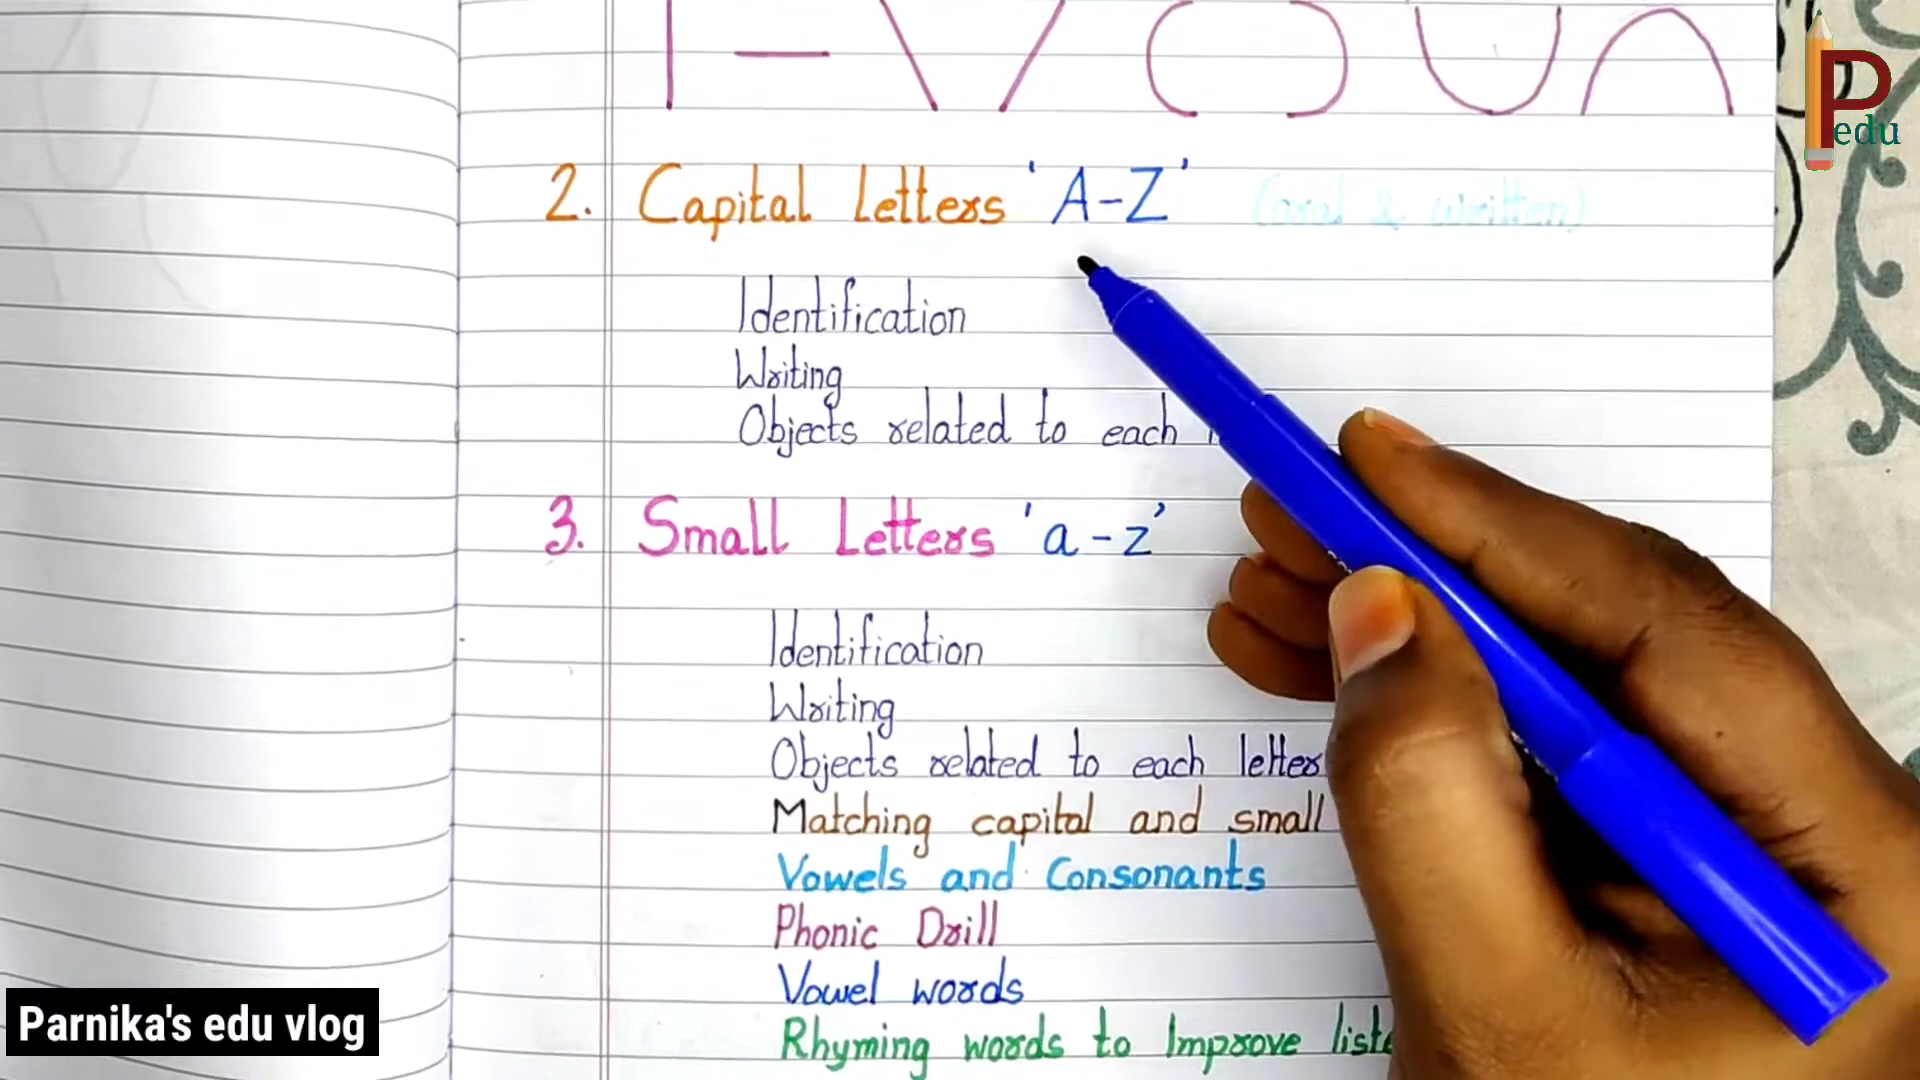 2. Capital Letters 'A-Z' (oral & written)
Identification
Writing
Objects related to each
3. Small Letters 'a-z'
Identification
Writing
Objects related to each letter
Matching capital and small
Vowels and Consonants
Phonic Drill
Vowel words
Rhyming words to Improve
P
edu
Parnika's edu vlog